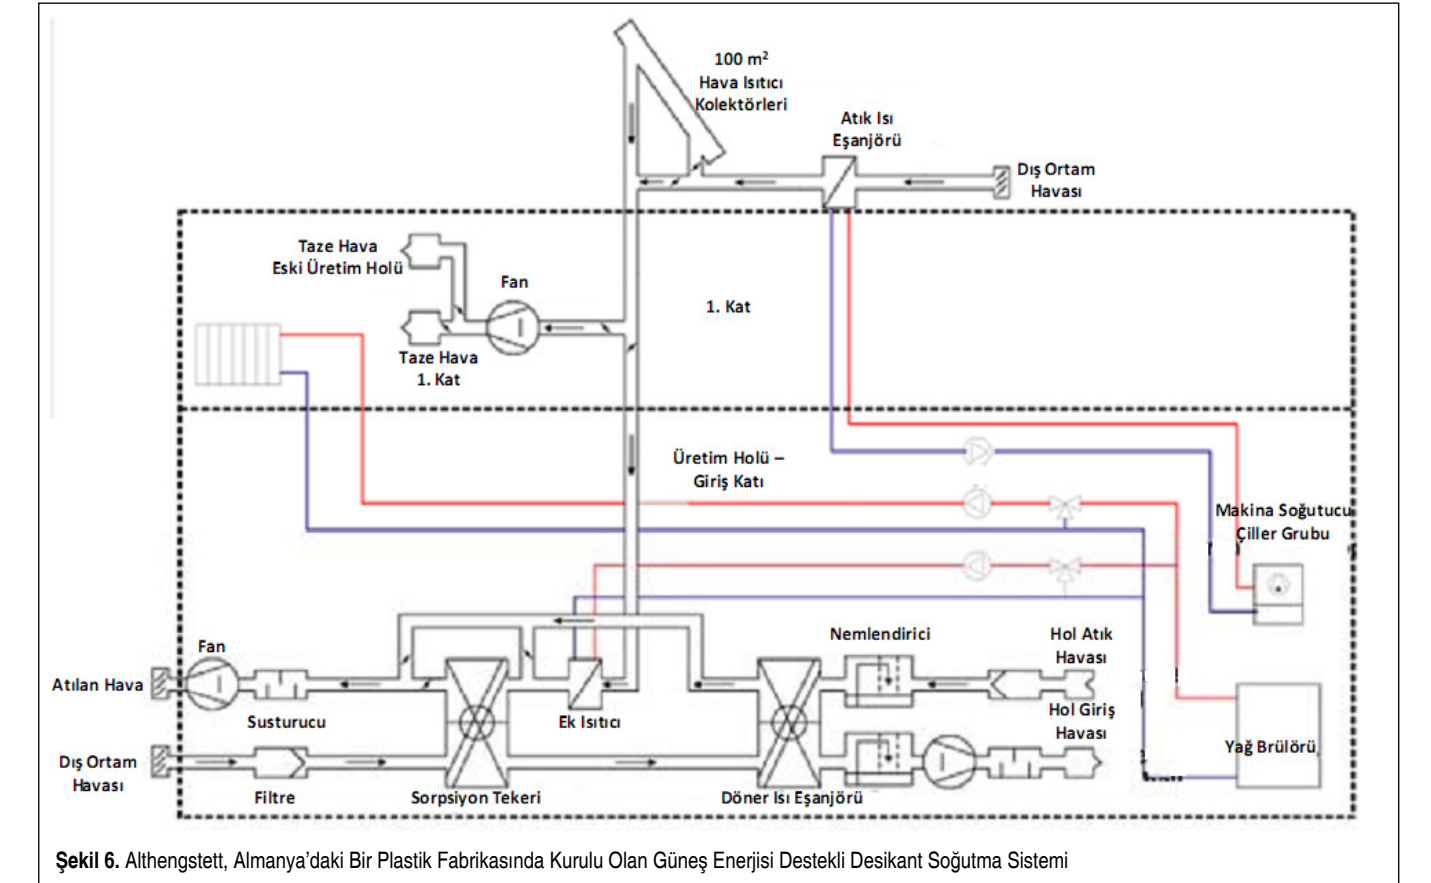 100 m²
Hava Isıtıcı
Kolektörleri
Atık Isı
Eşanjörü
Dış Ortam
Havası
Taze Hava
Eski Üretim Holü
Fan
1. Kat
Taze Hava
1. Kat
Üretim Holü –
Giriş Katı
Makina Soğutucu
Çiller Grubu
Fan
Nemlendirici
Hol Atık
Havası
Atılan Hava
Susturucu
Ek Isıtıcı
Hol Giriş
Havası
Yağ Brülörü
Dış Ortam
Havası
Filtre
Sorpsiyon Tekeri
Döner Isı Eşanjörü
Şekil 6. Althengstett, Almanya’daki Bir Plastik Fabrikasında Kurulu Olan Güneş Enerjisi Destekli Desikant Soğutma Sistemi